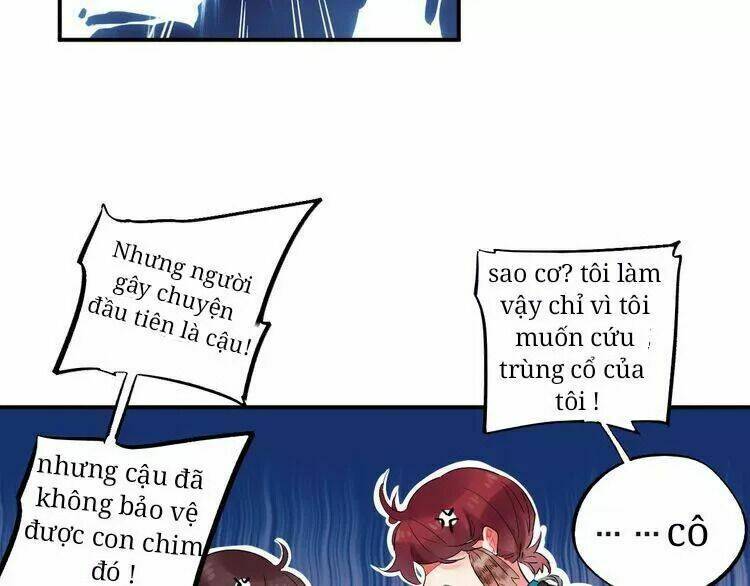 Nhưng người
gây chuyện
đầu tiên là cậu!
sao cơ? tôi làm
vậy chỉ vì tôi
muốn cứu
trùng cổ của
tôi !
nhưng cậu đã
không bảo vệ
được con chim
đó !
... ... cô